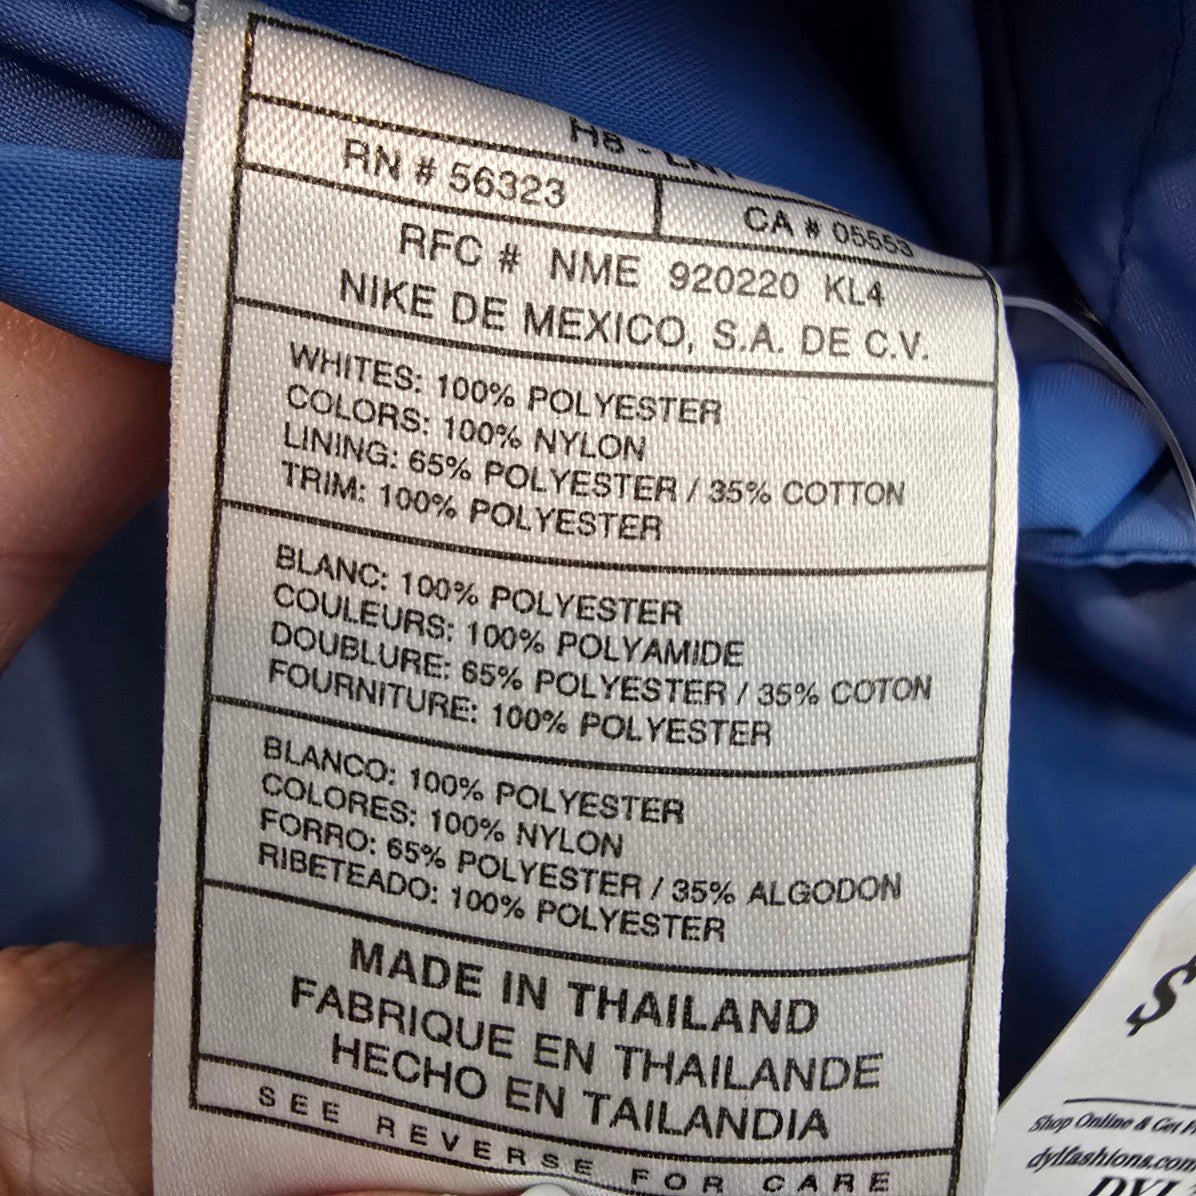 H8 -
RN # 56323
CA # 05553
RFC # NME 920220 KL4
NIKE DE MEXICO, S.A. DE C.V.
WHITES: 100% POLYESTER
COLORS: 100% NYLON
LINING: 65% POLYESTER / 35% COTTON
TRIM: 100% POLYESTER
BLANC: 100% POLYESTER
COULEURS: 100% POLYAMIDE
DOUBLURE: 65% POLYESTER / 35% COTON
FOURNITURE: 100% POLYESTER
BLANCO: 100% POLYESTER
COLORES: 100% NYLON
FORRO: 65% POLYESTER / 35% ALGODON
RIBETEADO: 100% POLYESTER
MADE IN THAILAND
FABRIQUE EN THAILANDE
HECHO EN TAILANDIA
SEE REVERSE FOR CARE
$
Shop Online & Get
dylfashions.com